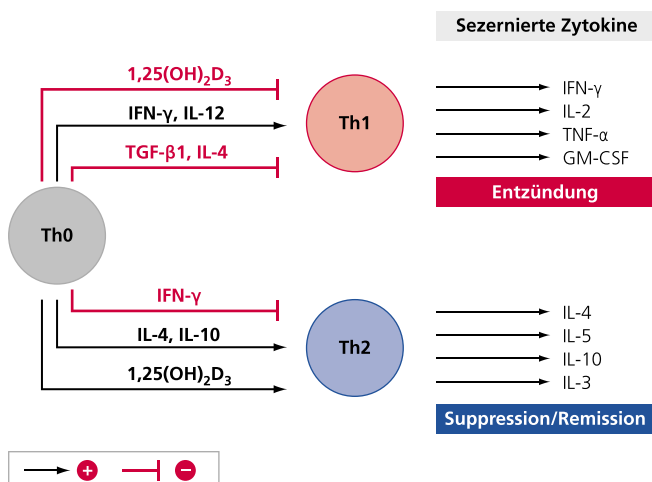 Sezernierte Zytokine
1,25(OH)₂D₃
IFN-γ, IL-12
TGF-β1, IL-4
Th0
Th1
IFN-γ
IL-2
TNF-α
GM-CSF
Entzündung
IFN-γ
IL-4, IL-10
1,25(OH)₂D₃
Th2
IL-4
IL-5
IL-10
IL-3
Suppression/Remission
+ −